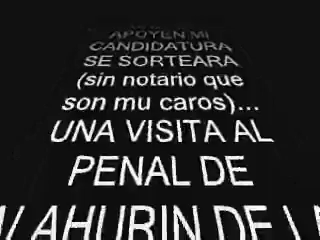 APOYEN MI
CANDIDATURA
SE SORTEARA
(sin notario que
son mu caros)...
UNA VISITA AL
PENAL DE